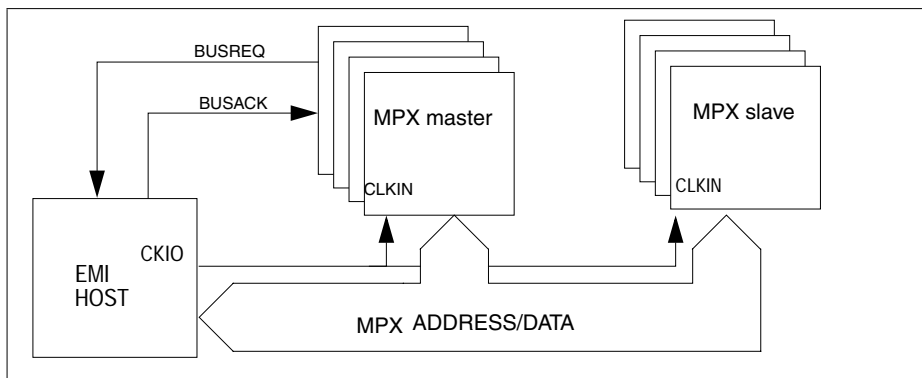 BUSREQ
BUSACK
MPX master
MPX slave
CLKIN
CLKIN
CKIO
EMI
HOST
MPX ADDRESS/DATA